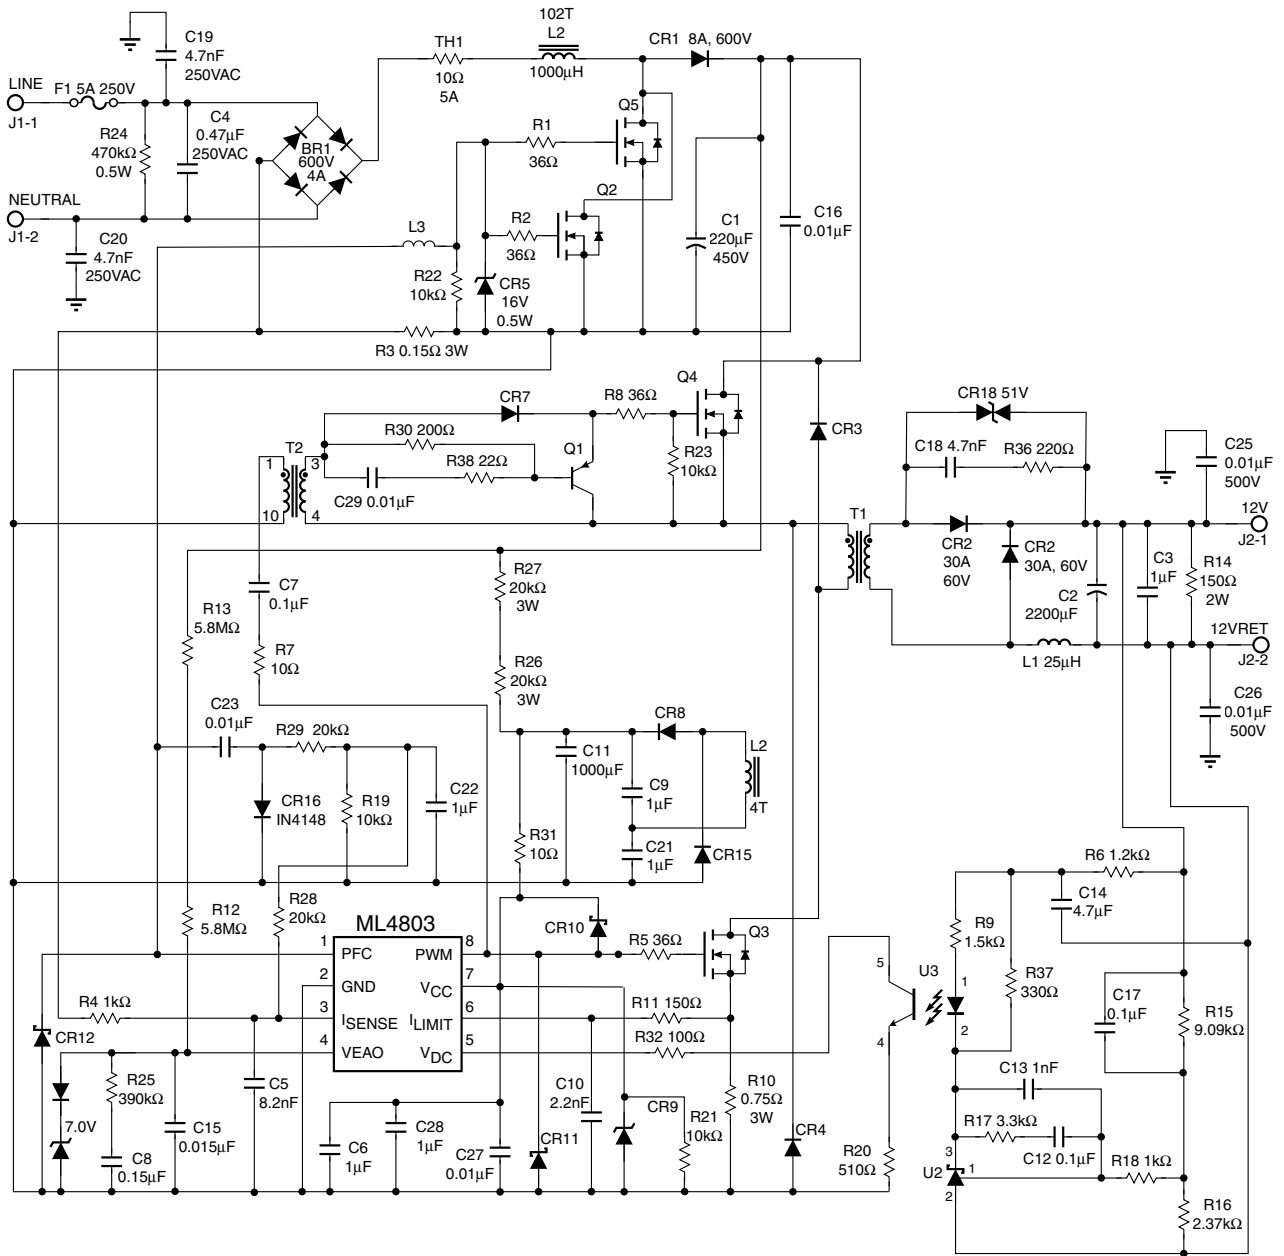 102T
L2
1000µH
CR1 8A, 600V
C19
4.7nF
250VAC
TH1
10Ω
5A
LINE
J1-1
F1 5A 250V
R24
470kΩ
0.5W
C4
0.47µF
250VAC
BR1
600V
4A
Q5
R1
36Ω
NEUTRAL
J1-2
C20
4.7nF
250VAC
L3
Q2
R2
36Ω
C1
220µF
450V
C16
0.01µF
R22
10kΩ
CR5
16V
0.5W
R3 0.15Ω 3W
CR7
R8 36Ω
Q4
CR3
CR18 51V
T2
1
3
10
4
R30 200Ω
R38 22Ω
C29 0.01µF
Q1
R23
10kΩ
C18 4.7nF
R36 220Ω
C25
0.01µF
500V
T1
12V
J2-1
CR2
30A
60V
CR2
30A, 60V
C2
2200µF
C3
1µF
R14
150Ω
2W
12VRET
J2-2
L1 25µH
C26
0.01µF
500V
C7
0.1µF
R27
20kΩ
3W
R13
5.8MΩ
R7
10Ω
R26
20kΩ
3W
C23
0.01µF
R29 20kΩ
CR8
L2
4T
C11
1000µF
C9
1µF
CR16
IN4148
R19
10kΩ
C22
1µF
R31
10Ω
C21
1µF
CR15
R12
5.8MΩ
R28
20kΩ
ML4803
1
PFC
PWM
8
2
GND
VCC
7
3
ISENSE
ILIMIT
6
4
VEAO
VDC
5
CR10
R5 36Ω
Q3
R4 1kΩ
CR12
R11 150Ω
R32 100Ω
R6 1.2kΩ
C14
4.7µF
R9
1.5kΩ
5
U3
4
1
2
R37
330Ω
C17
0.1µF
R15
9.09kΩ
7.0V
R25
390kΩ
C8
0.15µF
C15
0.015µF
C5
8.2nF
C6
1µF
C28
1µF
C27
0.01µF
CR11
C10
2.2nF
CR9
R21
10kΩ
R10
0.75Ω
3W
CR4
R20
510Ω
C13 1nF
R17 3.3kΩ
C12 0.1µF
3
U2
1
2
R18 1kΩ
R16
2.37kΩ